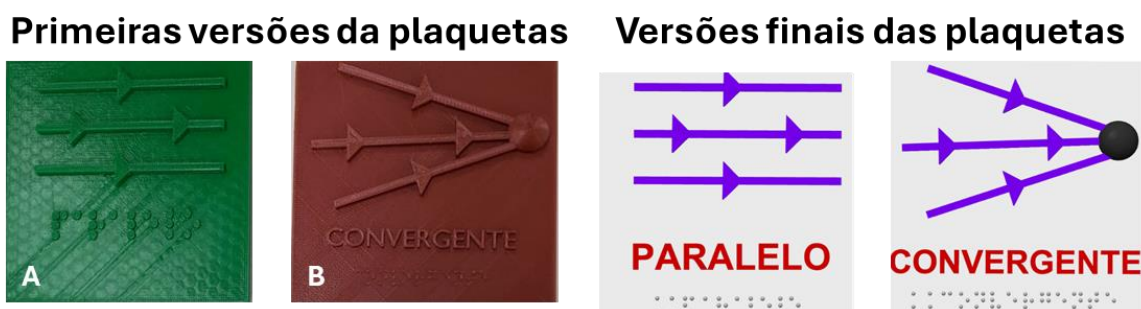 Primeiras versões da plaquetas
Versões finais das plaquetas
A
B
CONVERGENTE
PARALELO
CONVERGENTE